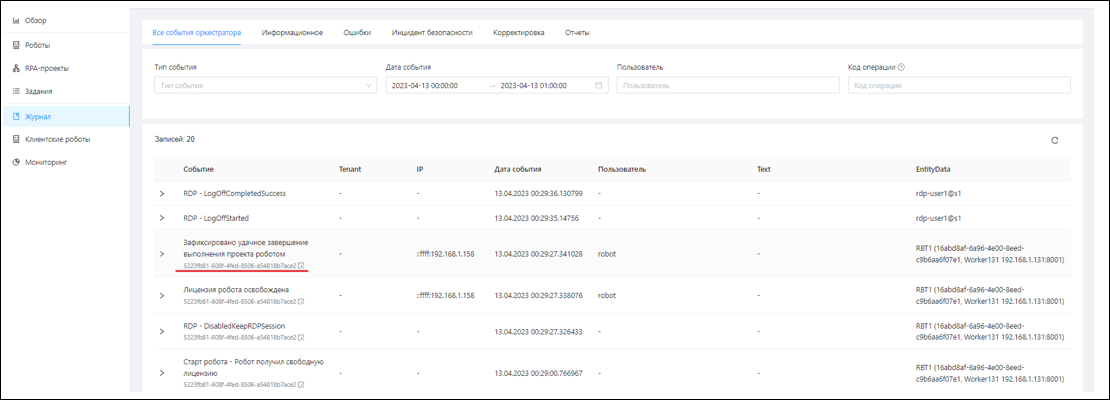 Обзор
Роботы
RPA-проекты
Задания
Журнал
Клиентские роботы
Мониторинг
Все события оркестратора Информационное Ошибки Инцидент безопасности Корректировка Отчеты
Тип события Дата события Пользователь Код операции
Тип события 2023-04-13 00:00:00 → 2023-04-13 01:00:00 Пользователь Код операции
Записей: 20
Событие Tenant IP Дата события Пользователь Text EntityData
RDP - LogOffCompletedSuccess - - 13.04.2023 00:29:36.130799 - - rdp-user1@s1
RDP - LogOffStarted - - 13.04.2023 00:29:35.14756 - - rdp-user1@s1
Зафиксировано удачное завершение
выполнения проекта роботом
5223fb81-608f-4fed-8506-a54818b7ace2
- ::ffff:192.168.1.158 13.04.2023 00:29:27.341028 robot -
RBT1 (16abd8af-6a96-4e00-8eed-
c9b6aa6f07e1, Worker131 192.168.1.131:8001)
Лицензия робота освобождена
5223fb81-608f-4fed-8506-a54818b7ace2
- ::ffff:192.168.1.158 13.04.2023 00:29:27.338076 robot -
RBT1 (16abd8af-6a96-4e00-8eed-
c9b6aa6f07e1, Worker131 192.168.1.131:8001)
RDP - DisabledKeepRDPSession
5223fb81-608f-4fed-8506-a54818b7ace2
- - 13.04.2023 00:29:27.326433 - -
RBT1 (16abd8af-6a96-4e00-8eed-
c9b6aa6f07e1, Worker131 192.168.1.131:8001)
Старт робота - Робот получил свободную
лицензию
5223fb81-608f-4fed-8506-a54818b7ace2
- - 13.04.2023 00:29:00.766967 - -
RBT1 (16abd8af-6a96-4e00-8eed-
c9b6aa6f07e1, Worker131 192.168.1.131:8001)